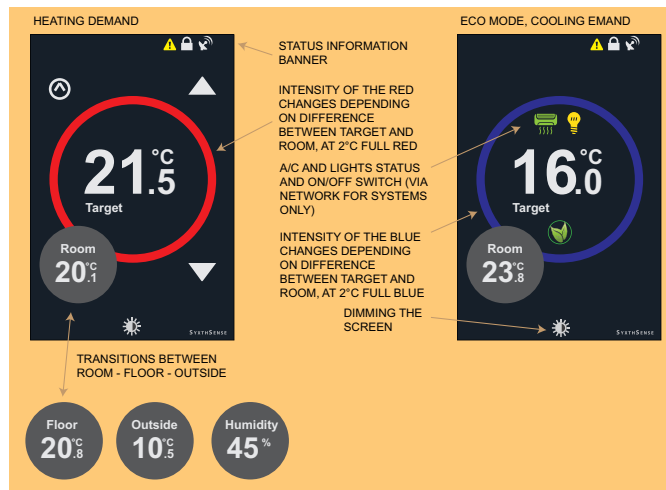 HEATING DEMAND
ECO MODE, COOLING EMAND
STATUS INFORMATION
BANNER
INTENSITY OF THE RED
CHANGES DEPENDING
ON DIFFERENCE
BETWEEN TARGET AND
ROOM, AT 2°C FULL RED
A/C AND LIGHTS STATUS
AND ON/OFF SWITCH (VIA
NETWORK FOR SYSTEMS
ONLY)
INTENSITY OF THE BLUE
CHANGES DEPENDING
ON DIFFERENCE
BETWEEN TARGET AND
ROOM, AT 2°C FULL BLUE
DIMMING THE
SCREEN
21.5°C
Target
Room
20.1°C
SYXTHSENSE
16.0°C
Target
Room
23.8°C
SYXTHSENSE
TRANSITIONS BETWEEN
ROOM - FLOOR - OUTSIDE
Floor
20.8°C
Outside
10.5°C
Humidity
45%